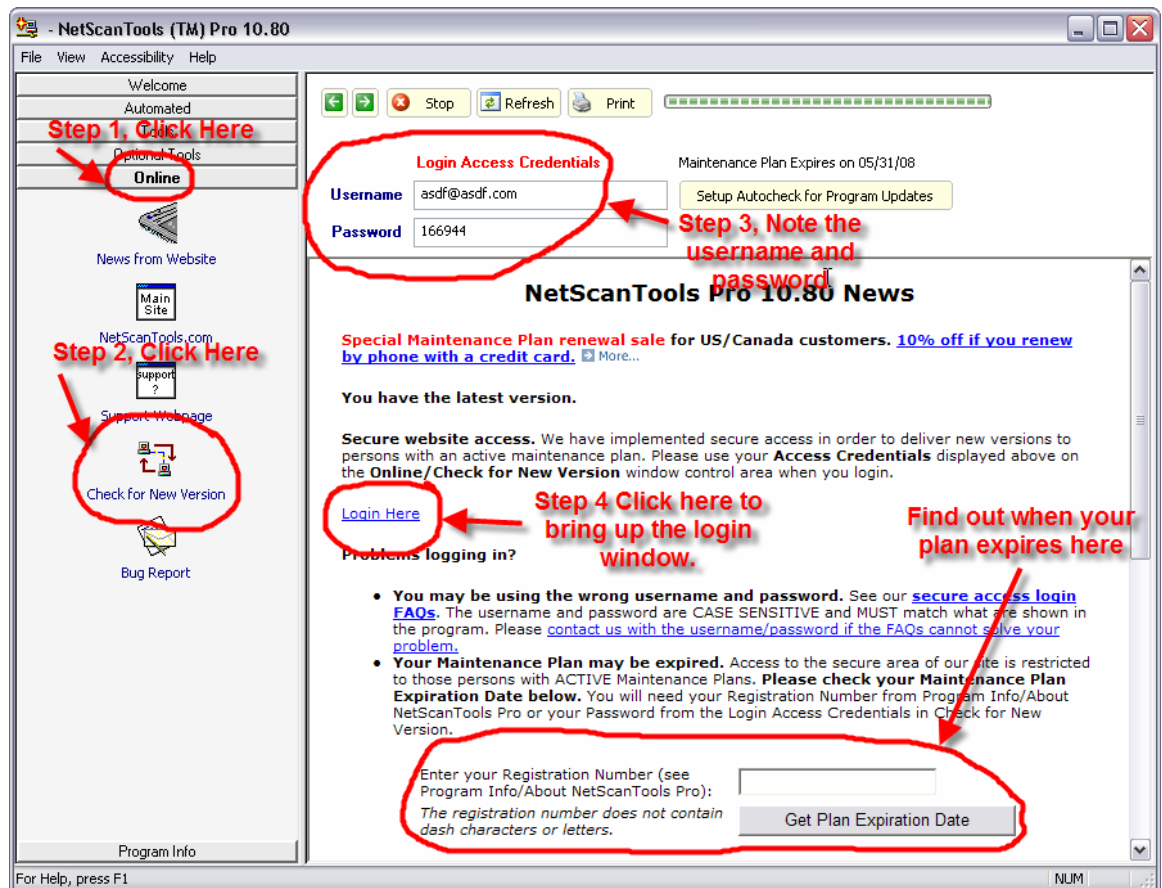 - NetScanTools (TM) Pro 10.80
File View Accessibility Help
Welcome
Automated
Tools
Step 1, Click Here
Optional Tools
Online
News from Website
Main
Site
NetScanTools.com
Step 2, Click Here
support
?
Support Webpage
Check for New Version
Bug Report
Program Info
Stop Refresh Print
Login Access Credentials
Maintenance Plan Expires on 05/31/08
Username asdf@asdf.com
Setup Autocheck for Program Updates
Password 166944
Step 3, Note the
username and
password
NetScanTools Pro 10.80 News
Special Maintenance Plan renewal sale for US/Canada customers. 10% off if you renew
by phone with a credit card. More...
You have the latest version.
Secure website access. We have implemented secure access in order to deliver new versions to
persons with an active maintenance plan. Please use your Access Credentials displayed above on
the Online/Check for New Version window control area when you login.
Login Here
Step 4 Click here to
bring up the login
window.
Find out when your
plan expires here
Problems logging in?
• You may be using the wrong username and password. See our secure access login
FAQs. The username and password are CASE SENSITIVE and MUST match what are shown in
the program. Please contact us with the username/password if the FAQs cannot solve your
problem.
• Your Maintenance Plan may be expired. Access to the secure area of our site is restricted
to those persons with ACTIVE Maintenance Plans. Please check your Maintenance Plan
Expiration Date below. You will need your Registration Number from Program Info/About
NetScanTools Pro or your Password from the Login Access Credentials in Check for New
Version.
Enter your Registration Number (see
Program Info/About NetScanTools Pro):
The registration number does not contain
dash characters or letters.
Get Plan Expiration Date
For Help, press F1
NUM